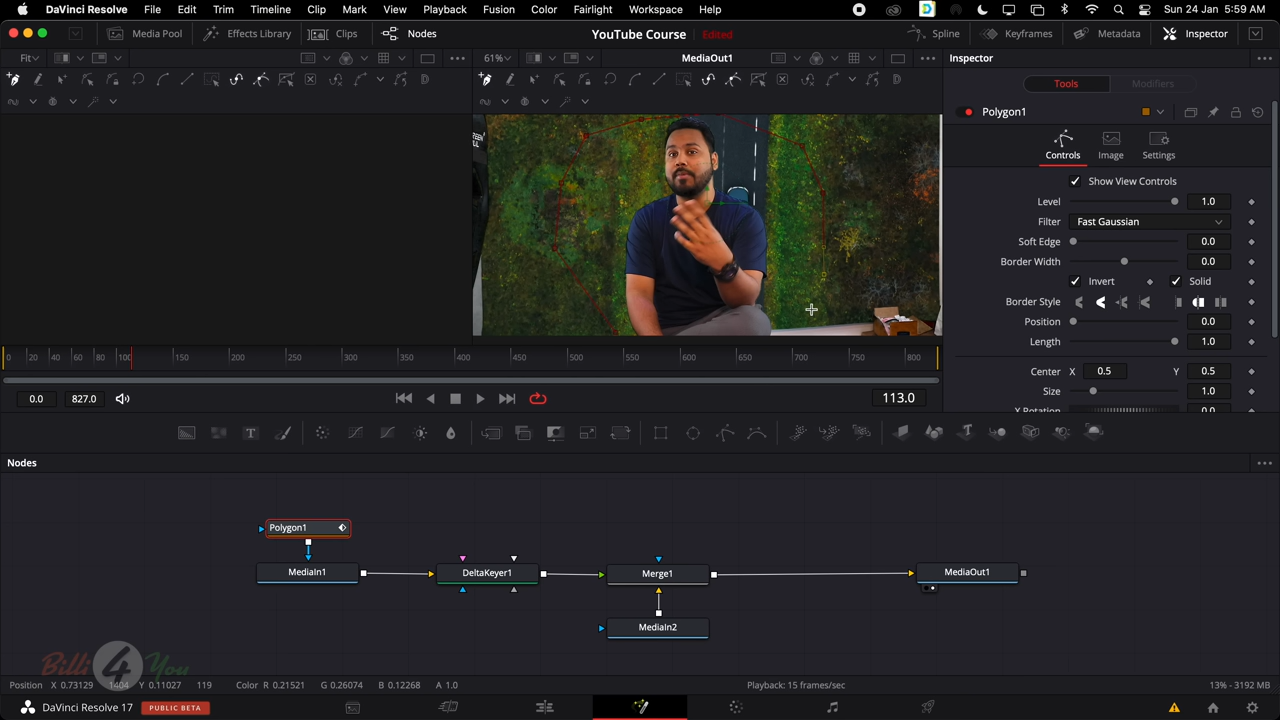 DaVinci Resolve File Edit Trim Timeline Clip Mark View Playback Fusion Color Fairlight Workspace Help Sun 24 Jan 5:59 AM
Media Pool Effects Library Clips Nodes YouTube Course Edited Spline Keyframes Metadata Inspector
Fit 61% MediaOut1 Inspector
Tools Modifiers
Polygon1
Controls Image Settings
Show View Controls
Level 1.0
Filter Fast Gaussian
Soft Edge 0.0
Border Width 0.0
Invert Solid
Border Style
Position 0.0
Length 1.0
0 20 40 60 80 100 150 200 250 300 350 400 450 500 550 600 650 700 750 800
Center X 0.5 Y 0.5
Size 1.0
0.0 827.0 113.0
X Rotation 0.0
Nodes
Polygon1
MediaIn1 DeltaKeyer1 Merge1 MediaOut1
MediaIn2
Billi 4 You
Position X 0.73129 1404 Y 0.11027 119 Color R 0.21521 G 0.26074 B 0.12268 A 1.0 Playback: 15 frames/sec 13% - 3192 MB
DaVinci Resolve 17 PUBLIC BETA